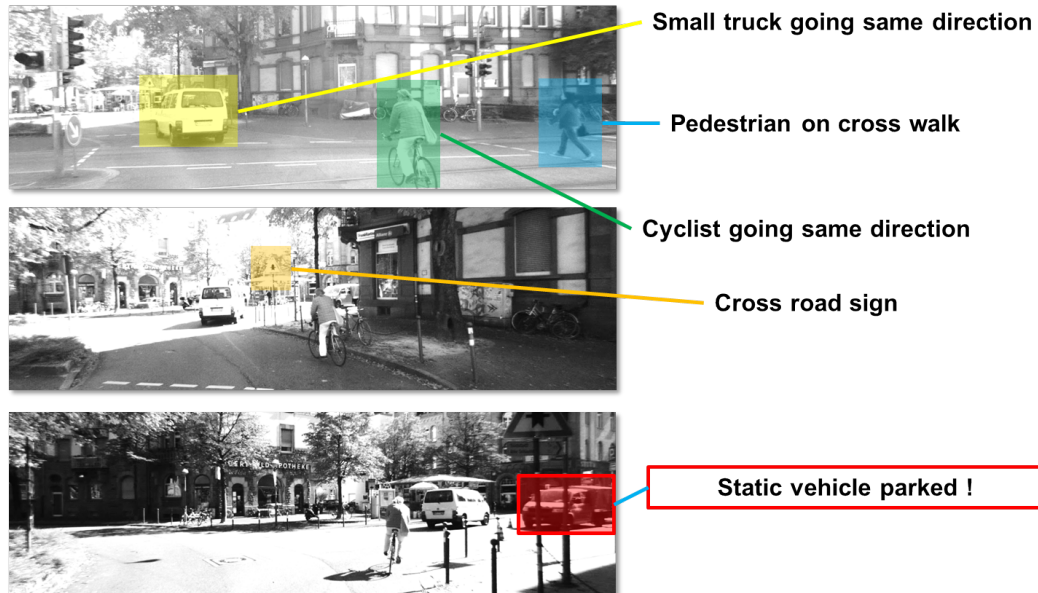 Small truck going same direction
Pedestrian on cross walk
Cyclist going same direction
Cross road sign
Static vehicle parked !